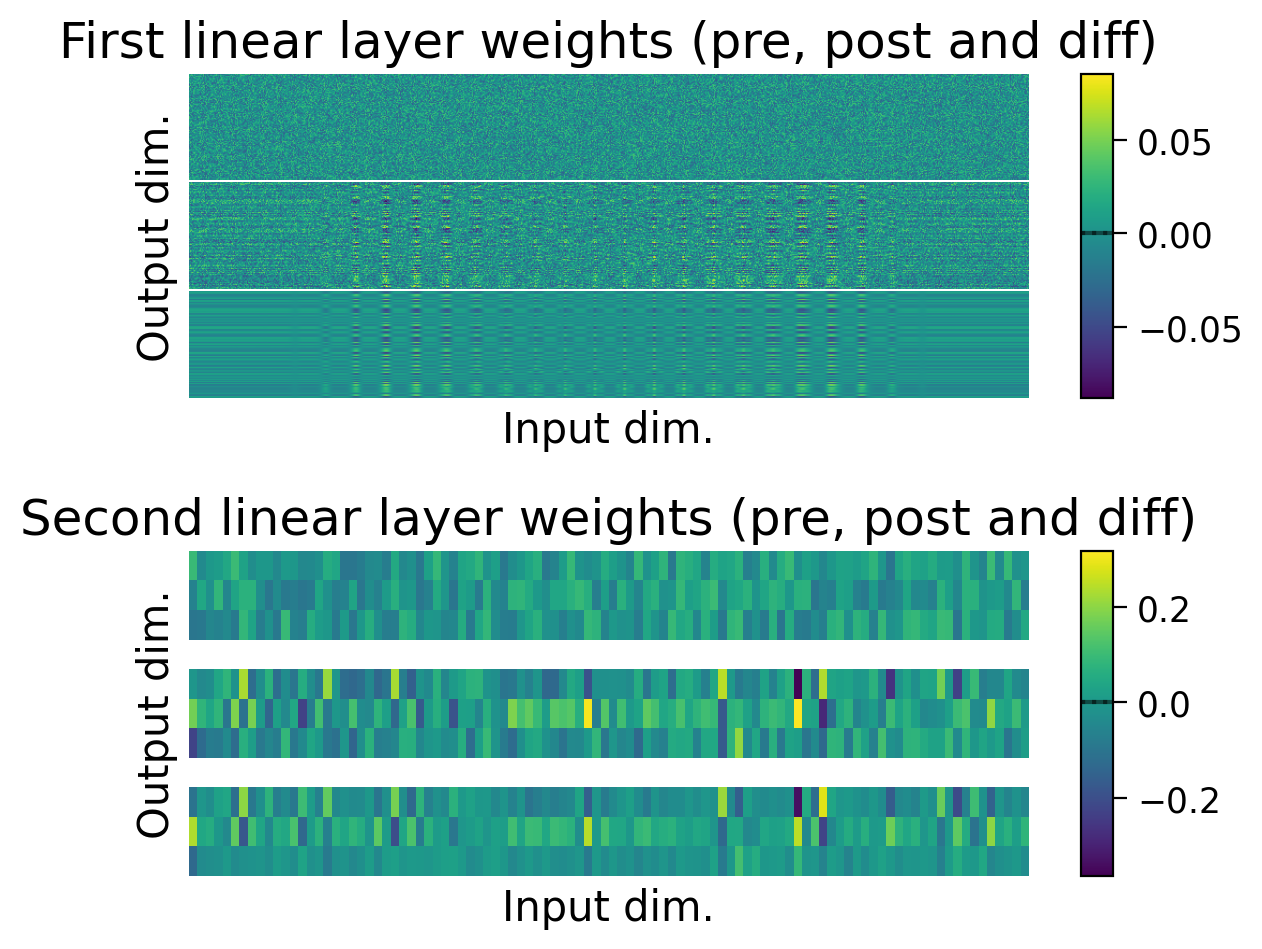 First linear layer weights (pre, post and diff)
Output dim.
0.05
0.00
−0.05
Input dim.
Second linear layer weights (pre, post and diff)
Output dim.
0.2
0.0
−0.2
Input dim.